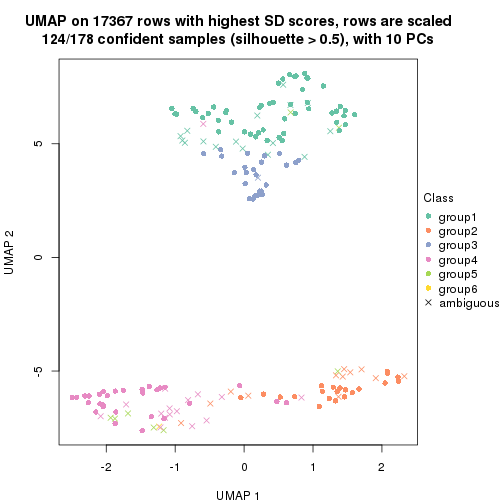 UMAP on 17367 rows with highest SD scores, rows are scaled
124/178 confident samples (silhouette > 0.5), with 10 PCs
5
0
-5
UMAP 2
-2
-1
0
1
2
UMAP 1
Class
group1
group2
group3
group4
group5
group6
ambiguous